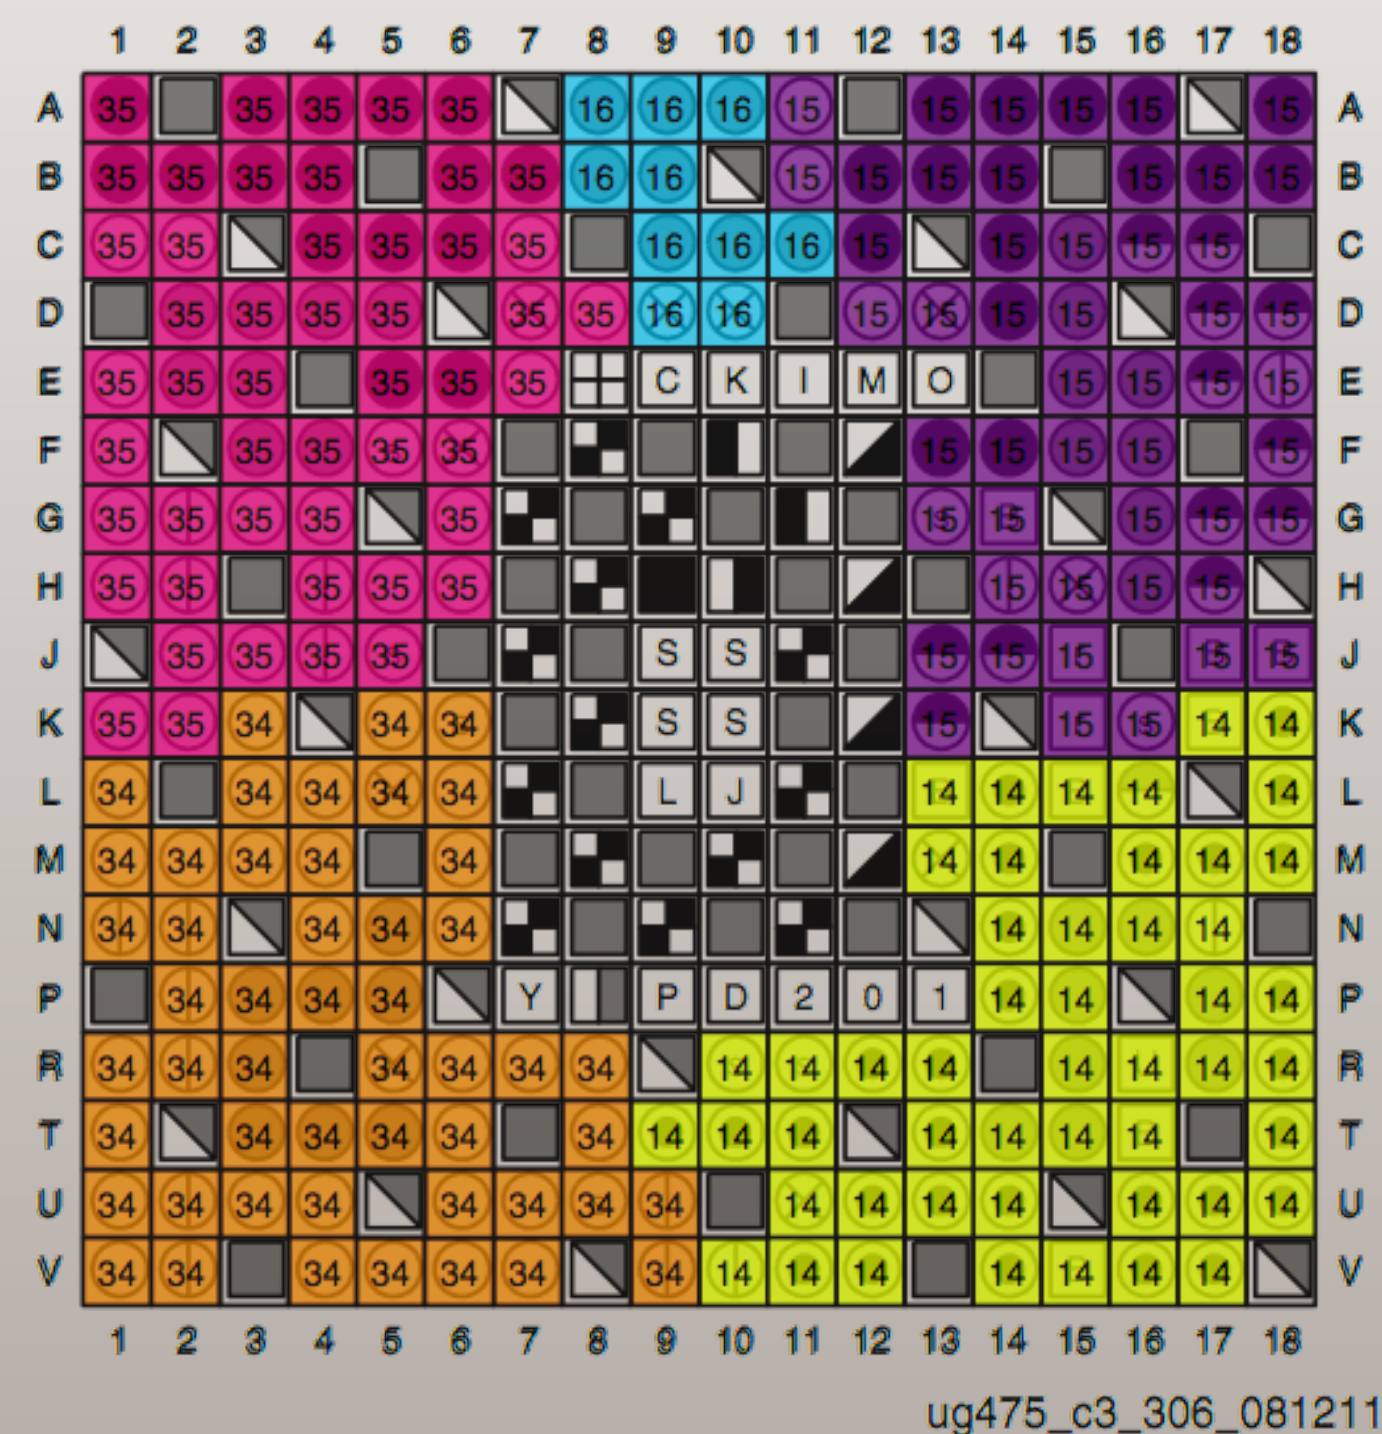 1 2 3 4 5 6 7 8 9 10 11 12 13 14 15 16 17 18
A 35 35 35 35 35 16 16 16 15 15 15 15 15 15 A
B 35 35 35 35 35 35 16 16 15 15 15 15 15 15 15 B
C 35 35 35 35 35 35 16 16 16 15 15 15 15 15 C
D 35 35 35 35 35 35 16 16 15 15 15 15 15 15 D
E 35 35 35 35 35 35 C K I M O 15 15 15 15 E
F 35 35 35 35 35 15 15 15 15 15 F
G 35 35 35 35 35 15 15 15 15 15 G
H 35 35 35 35 35 15 15 15 15 H
J 35 35 35 35 S S 15 15 15 15 15 J
K 35 35 34 34 34 S S 15 15 15 14 14 K
L 34 34 34 34 34 L J 14 14 14 14 14 L
M 34 34 34 34 34 14 14 14 14 14 M
N 34 34 34 34 34 14 14 14 14 N
P 34 34 34 34 Y P D 2 0 1 14 14 14 14 P
R 34 34 34 34 34 34 34 14 14 14 14 14 14 14 14 R
T 34 34 34 34 34 34 14 14 14 14 14 14 14 14 T
U 34 34 34 34 34 34 34 34 14 14 14 14 14 14 14 U
V 34 34 34 34 34 34 34 14 14 14 14 14 14 14 V
1 2 3 4 5 6 7 8 9 10 11 12 13 14 15 16 17 18
ug475_c3_306_081211